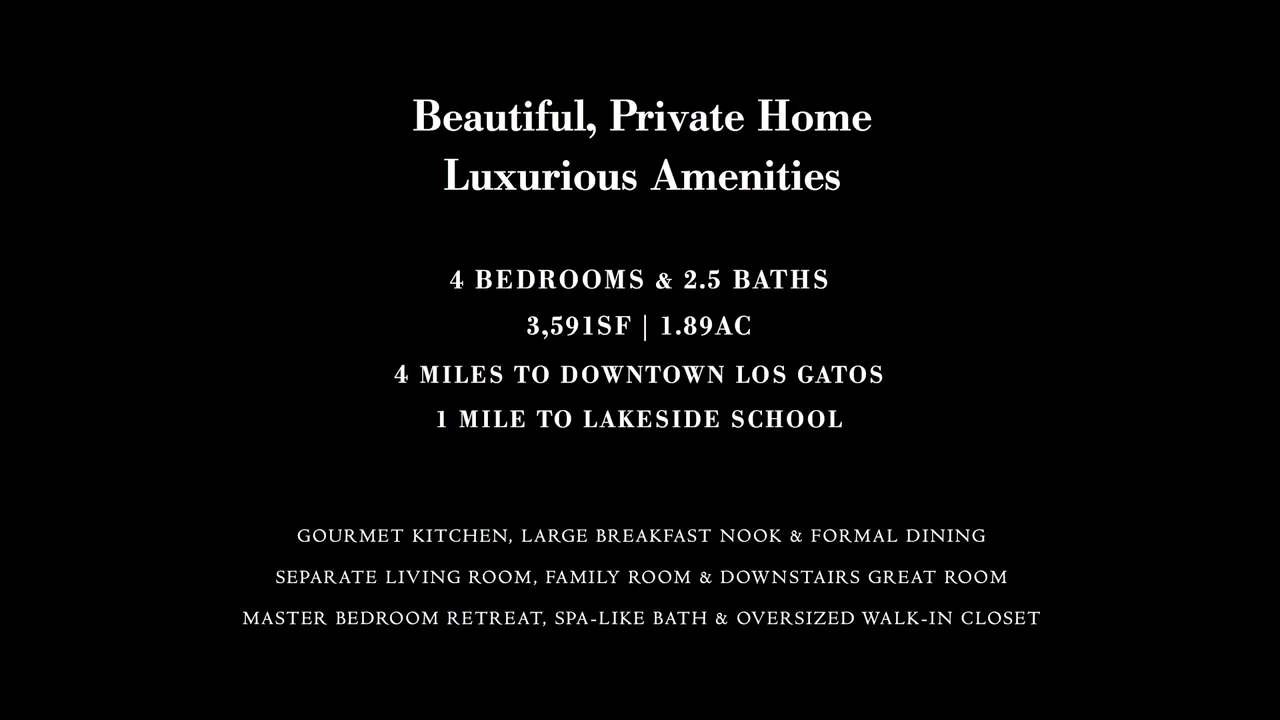 Beautiful, Private Home
Luxurious Amenities
4 BEDROOMS & 2.5 BATHS
3,591SF | 1.89AC
4 MILES TO DOWNTOWN LOS GATOS
1 MILE TO LAKESIDE SCHOOL
GOURMET KITCHEN, LARGE BREAKFAST NOOK & FORMAL DINING
SEPARATE LIVING ROOM, FAMILY ROOM & DOWNSTAIRS GREAT ROOM
MASTER BEDROOM RETREAT, SPA-LIKE BATH & OVERSIZED WALK-IN CLOSET